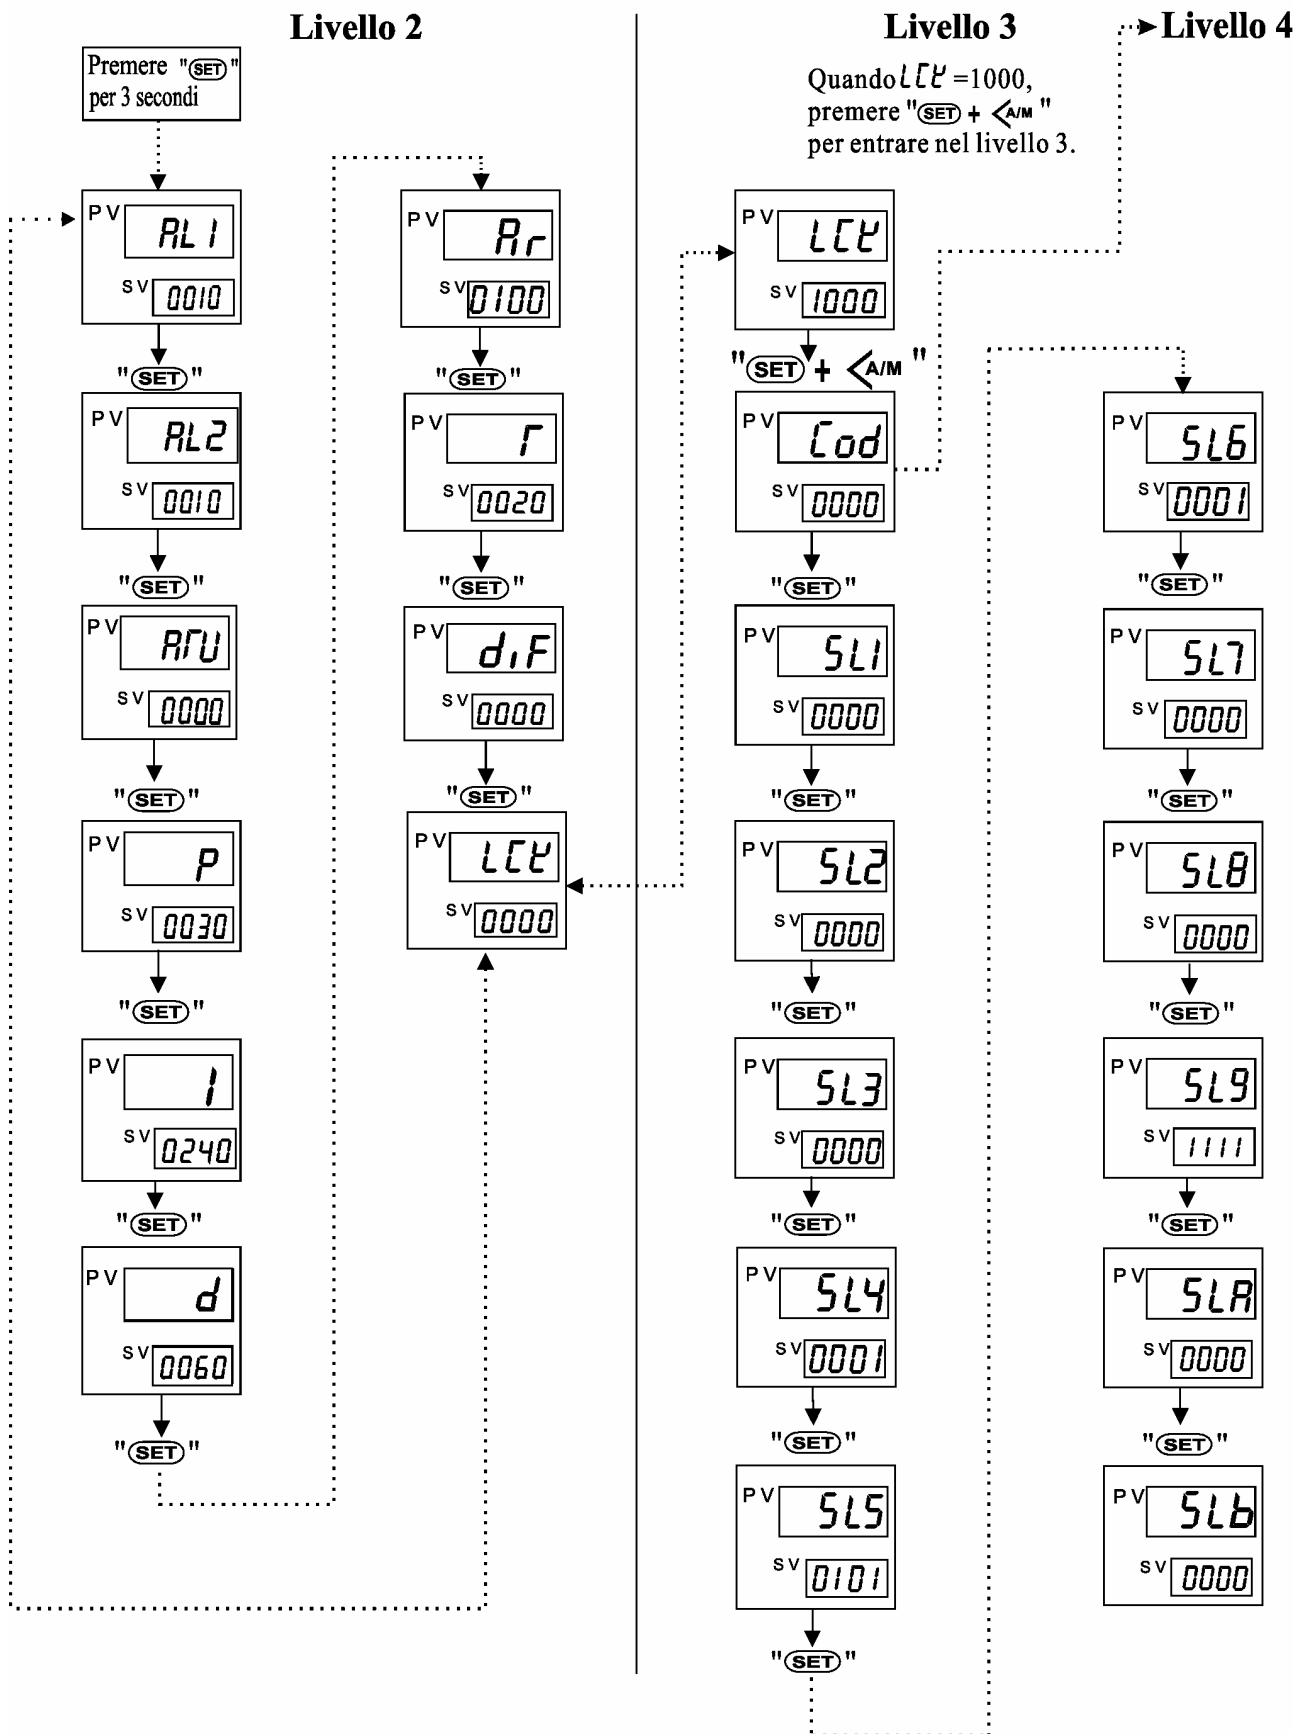 Livello 2
Premere "SET"
per 3 secondi
PV AL1
SV 0010
"SET"
PV AL2
SV 0010
"SET"
PV ATU
SV 0000
"SET"
PV P
SV 0030
"SET"
PV I
SV 0240
"SET"
PV d
SV 0060
"SET"
PV Ar
SV 0100
"SET"
PV T
SV 0020
"SET"
PV diF
SV 0000
"SET"
PV LCK
SV 0000
Livello 3
Livello 4
Quando LCK =1000,
premere "SET + A/M "
per entrare nel livello 3.
PV LCK
SV 1000
"SET + A/M "
PV Cod
SV 0000
"SET"
PV SL1
SV 0000
"SET"
PV SL2
SV 0000
"SET"
PV SL3
SV 0000
"SET"
PV SL4
SV 0001
"SET"
PV SL5
SV 0101
"SET"
PV SL6
SV 0001
"SET"
PV SL7
SV 0000
"SET"
PV SL8
SV 0000
"SET"
PV SL9
SV 1111
"SET"
PV SLA
SV 0000
"SET"
PV SLb
SV 0000